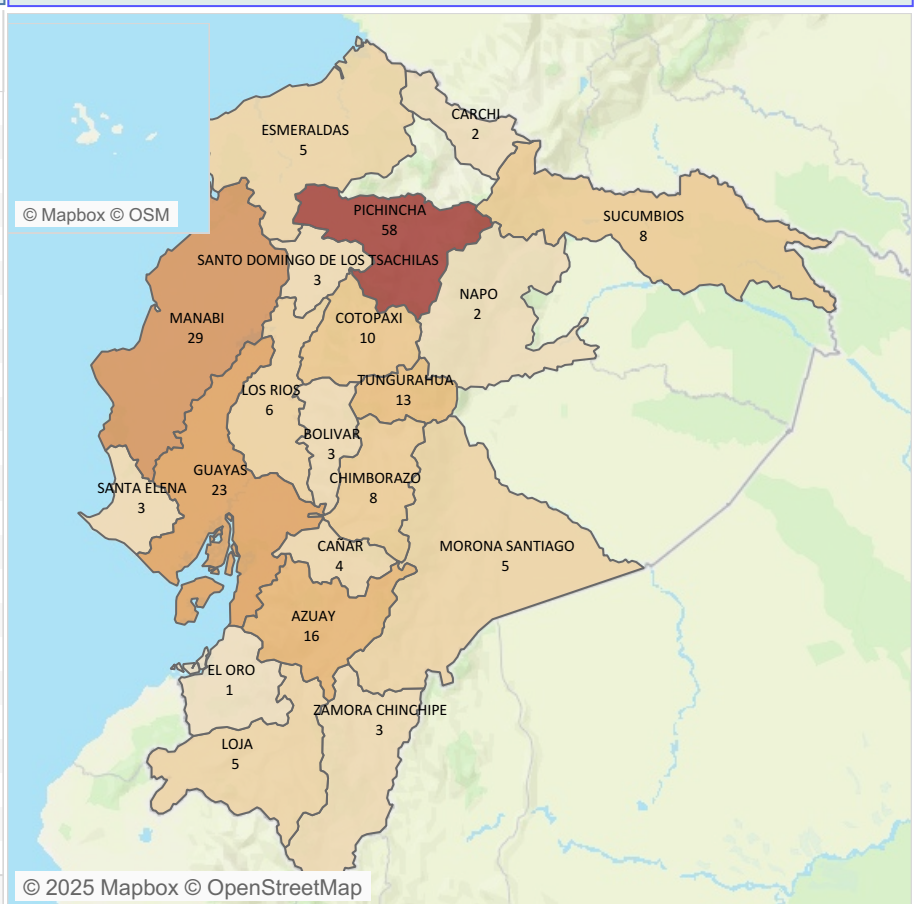 CARCHI
2
ESMERALDAS
5
© Mapbox © OSM
PICHINCHA
58
SUCUMBIOS
8
SANTO DOMINGO DE LOS TSACHILAS
3
NAPO
2
MANABI
29
COTOPAXI
10
TUNGURAHUA
13
LOS RIOS
6
BOLIVAR
3
GUAYAS
23
CHIMBORAZO
8
SANTA ELENA
3
CAÑAR
4
MORONA SANTIAGO
5
AZUAY
16
EL ORO
1
ZAMORA CHINCHIPE
3
LOJA
5
© 2025 Mapbox © OpenStreetMap